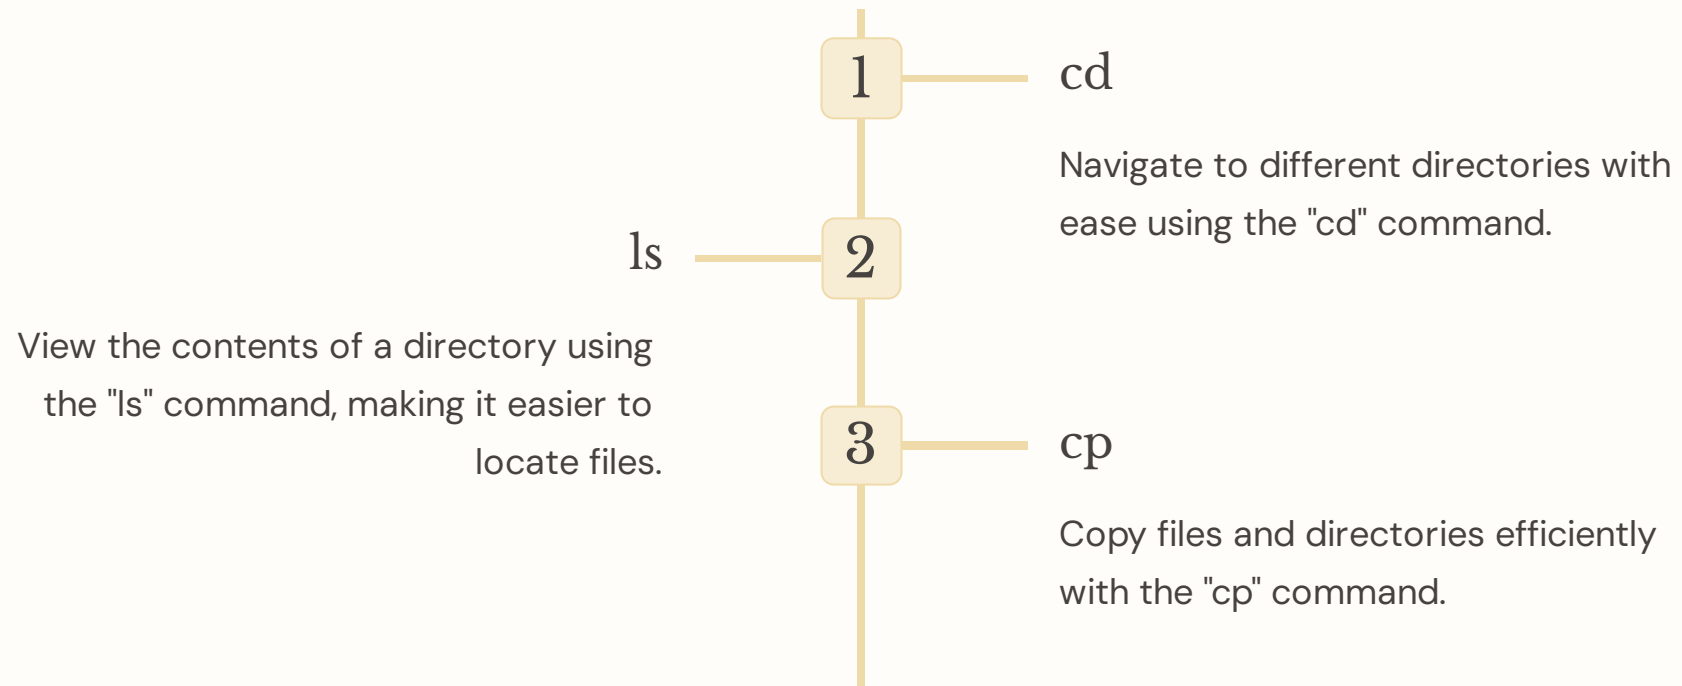 1
cd
Navigate to different directories with
ease using the "cd" command.
2
ls
View the contents of a directory using
the "ls" command, making it easier to
locate files.
3
cp
Copy files and directories efficiently
with the "cp" command.